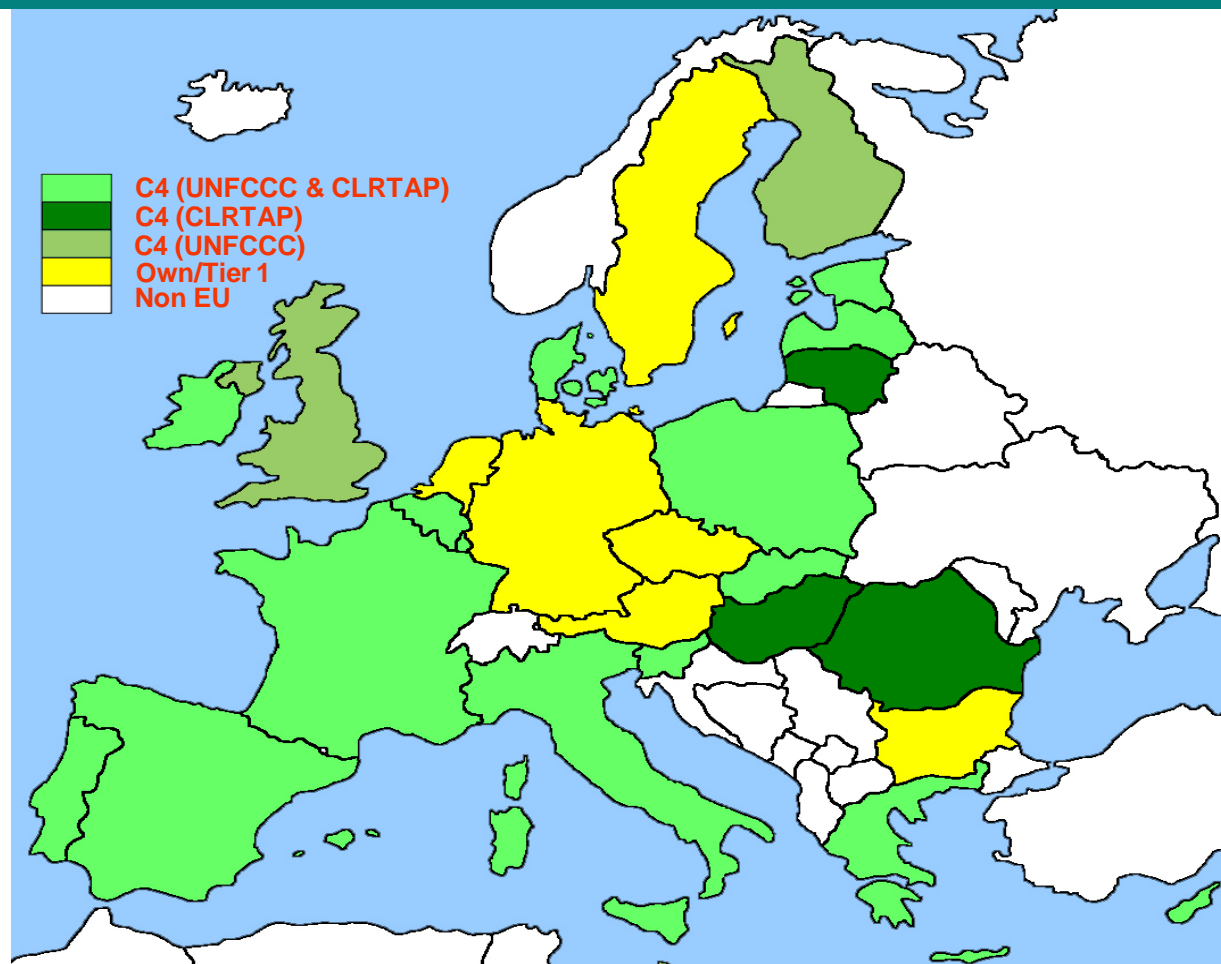 C4 (UNFCCC & CLRTAP)
C4 (CLRTAP)
C4 (UNFCCC)
Own/Tier 1
Non EU